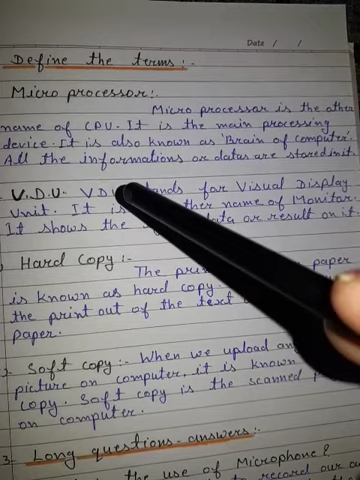 Date / /
Define the terms:-
Micro processor:-
Micro processor is the other
name of CPU. It is the main processing
device. It is also known as 'Brain of computer'.
All the informations or datas are stored in it.
V.D.U- VDU stands for Visual Display
Unit. It is other name of Monitar.
It shows the data or result on it
Hard Copy :-
The paper
is known as hard copy
the print out of the text
paper.
Soft copy :- When we upload
picture on computer, it is known
copy. Soft copy is the scanned
on computer.
3- Long questions-answers:-
the use of Microphone &
to record our